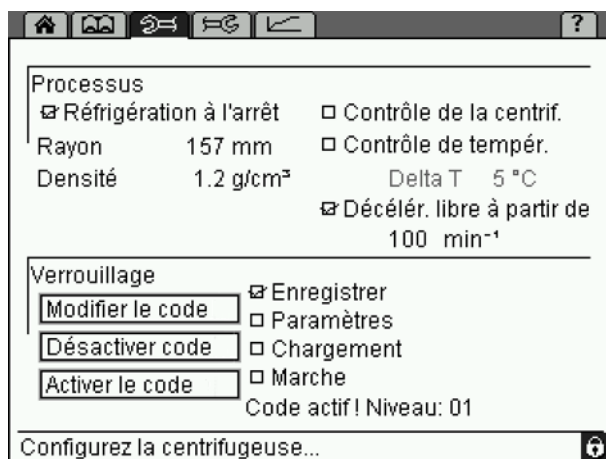 ?
Processus
Réfrigération à l'arrêt
Contrôle de la centrif.
Rayon 157 mm
Contrôle de tempér.
Densité 1.2 g/cm³
Delta T 5 °C
Décélér. libre à partir de
100 min⁻¹
Verrouillage
Modifier le code
Enregistrer
Paramètres
Désactiver code
Chargement
Activer le code
Marche
Code actif ! Niveau: 01
Configurez la centrifugeuse...